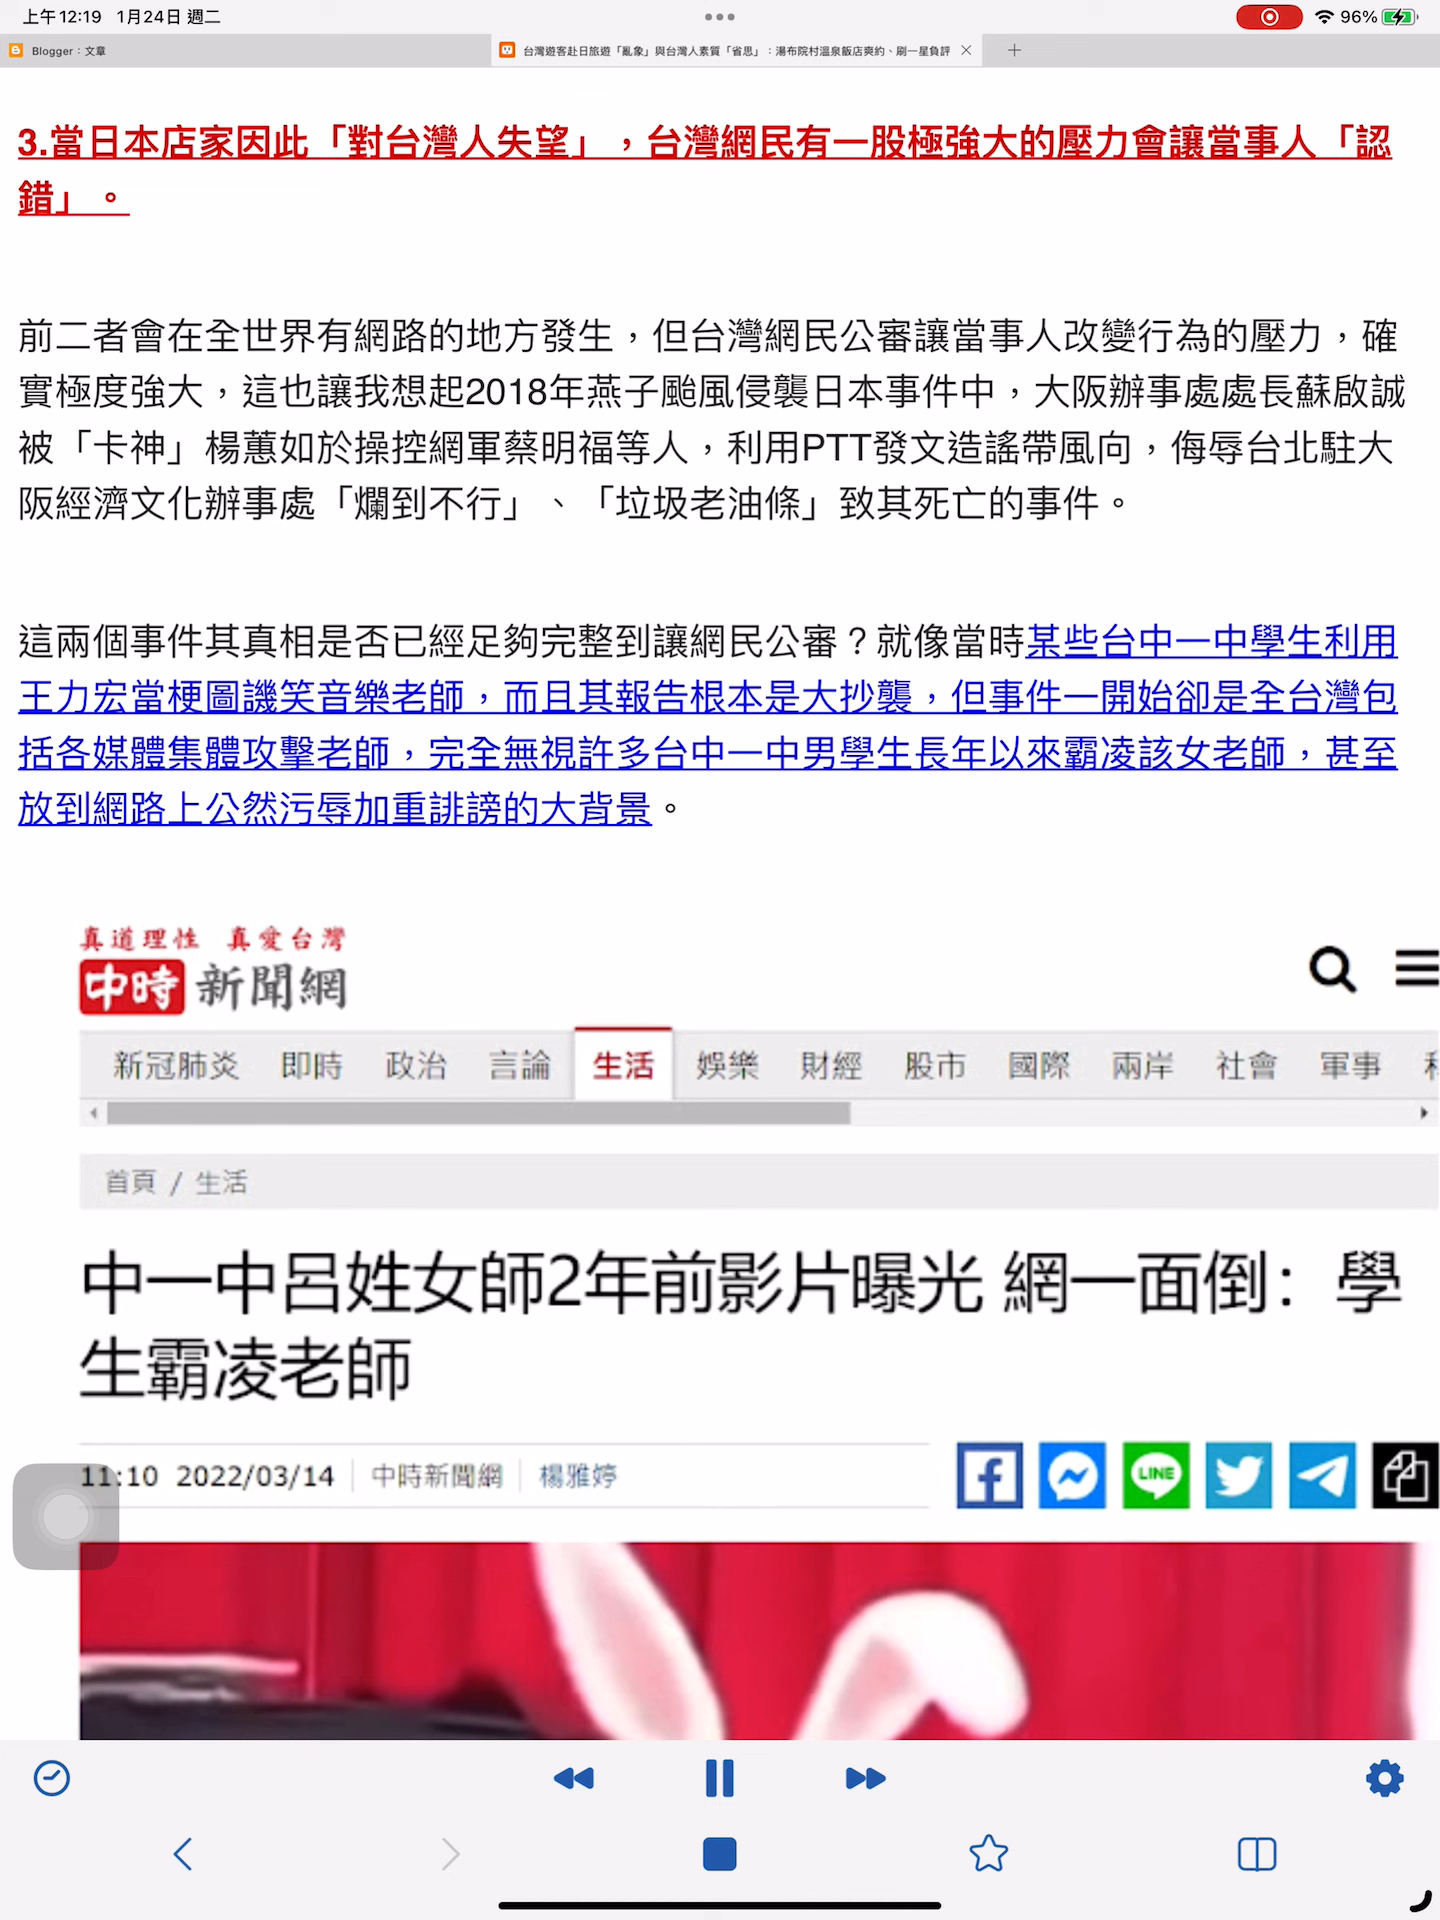 上午12:19 1月24日 週二
96%
Blogger：文章
台灣遊客赴日旅遊「亂象」與台灣人素質「省思」：湯布院村溫泉飯店爽約、刷一星負評
3.當日本店家因此「對台灣人失望」，台灣網民有一股極強大的壓力會讓當事人「認
錯」。
前二者會在全世界有網路的地方發生，但台灣網民公審讓當事人改變行為的壓力，確
實極度強大，這也讓我想起2018年燕子颱風侵襲日本事件中，大阪辦事處處長蘇啟誠
被「卡神」楊蕙如於操控網軍蔡明福等人，利用PTT發文造謠帶風向，侮辱台北駐大
阪經濟文化辦事處「爛到不行」、「垃圾老油條」致其死亡的事件。
這兩個事件其真相是否已經足夠完整到讓網民公審？就像當時某些台中一中學生利用
王力宏當梗圖譏笑音樂老師，而且其報告根本是大抄襲，但事件一開始卻是全台灣包
括各媒體集體攻擊老師，完全無視許多台中一中男學生長年以來霸凌該女老師，甚至
放到網路上公然污辱加重誹謗的大背景。
真道理性 真愛台灣
中時 新聞網
新冠肺炎 即時 政治 言論 生活 娛樂 財經 股市 國際 兩岸 社會 軍事
首頁 / 生活
中一中呂姓女師2年前影片曝光 網一面倒：學
生霸凌老師
11:10 2022/03/14 中時新聞網 楊雅婷
LINE